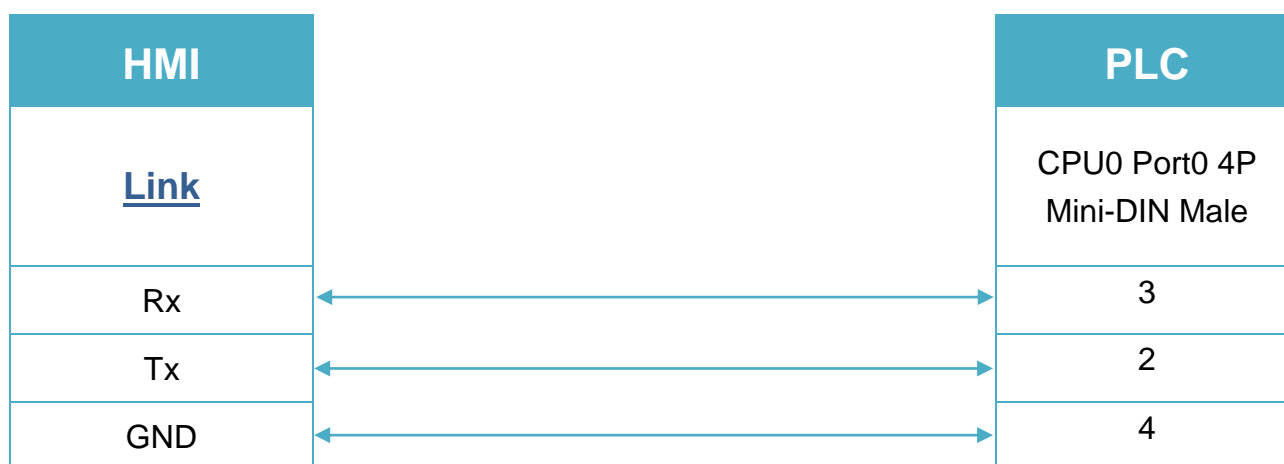 HMI
PLC
Link
CPU0 Port0 4P
Mini-DIN Male
Rx
3
Tx
2
GND
4